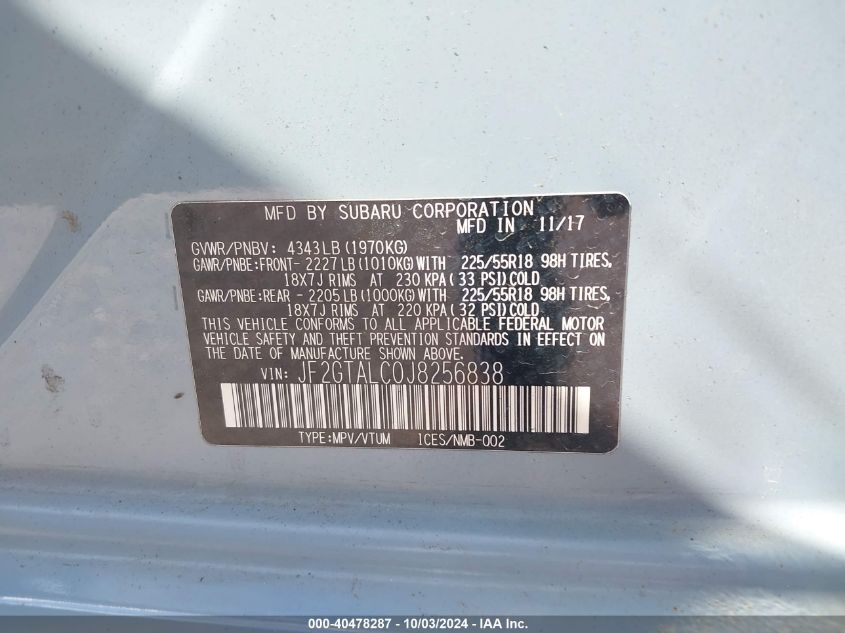 MFD BY SUBARU CORPORATION
MFD IN 11/17
GVWR/PNBV: 4343LB(1970KG)
GAWR/PNBE:FRONT- 2227LB(1010KG)WITH 225/55R18 98H TIRES,
18X7J RIMS AT 230 KPA( 33 PSI)COLD
GAWR/PNBE:REAR - 2205LB(1000KG)WITH 225/55R18 98H TIRES,
18X7J RIMS AT 220 KPA( 32 PSI)COLD
THIS VEHICLE CONFORMS TO ALL APPLICABLE FEDERAL MOTOR
VEHICLE SAFETY AND THEFT PREVENTION STANDARDS IN EFFECT ON
THE DATE OF MANUFACTURE SHOWN ABOVE.
VIN: JF2GTALC0J8256838
TYPE:MPV/VTUM ICES/NMB-002
000-40478287 - 10/03/2024 - IAA Inc.